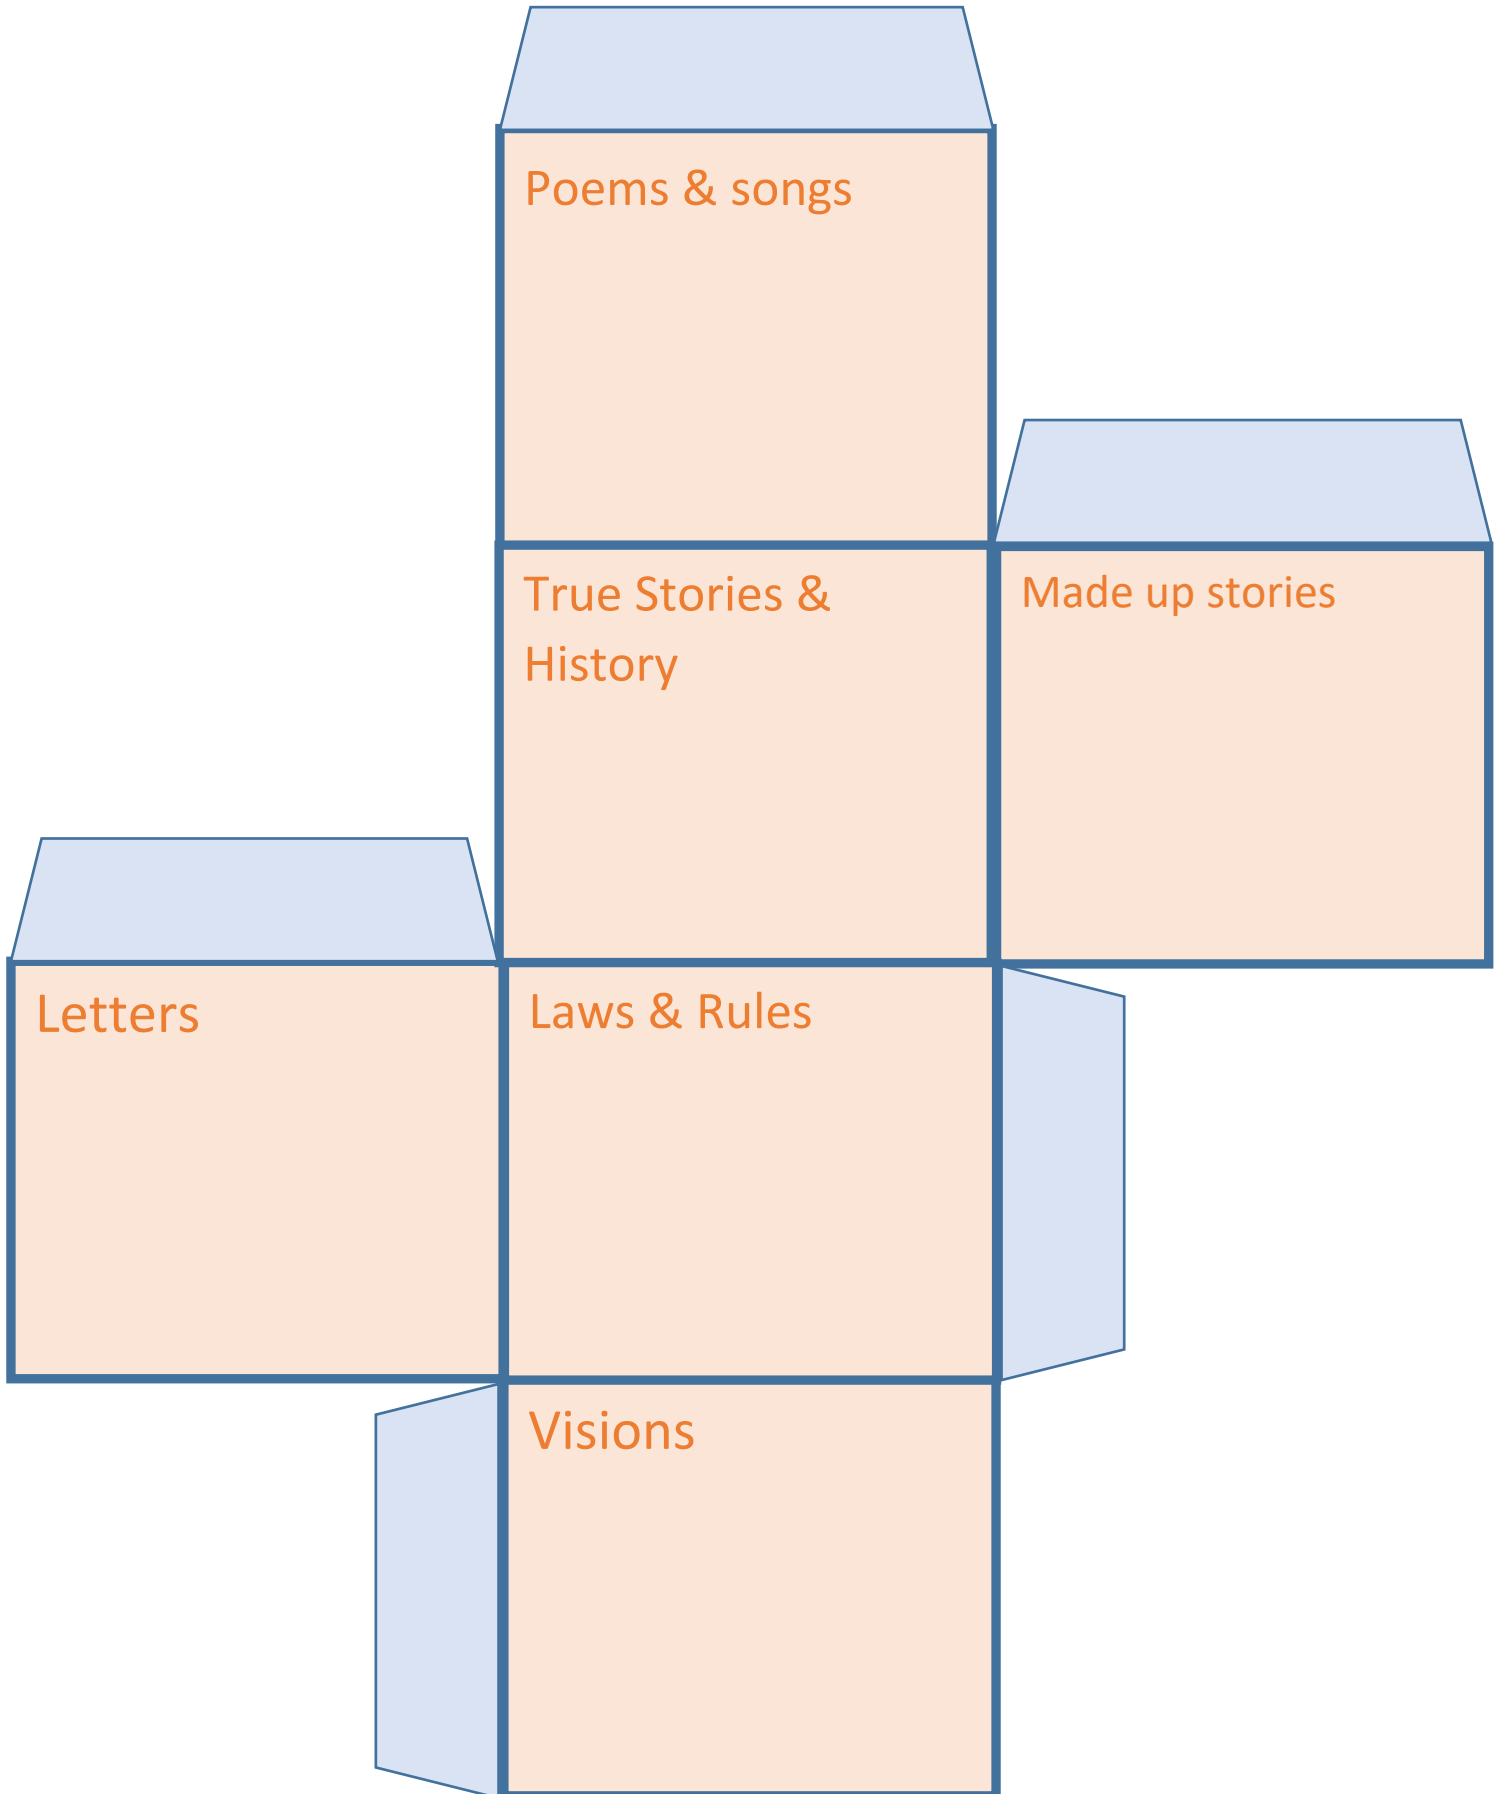 Poems & songs
True Stories &
History
Made up stories
Letters
Laws & Rules
Visions